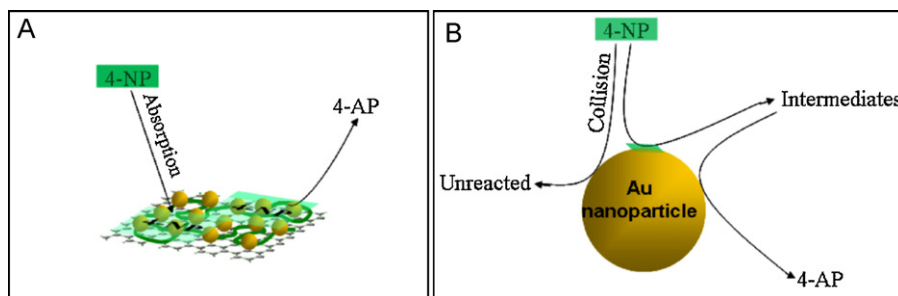 A
4-NP
Absorption
4-AP
B
4-NP
Collision
Intermediates
Unreacted
Au
nanoparticle
4-AP